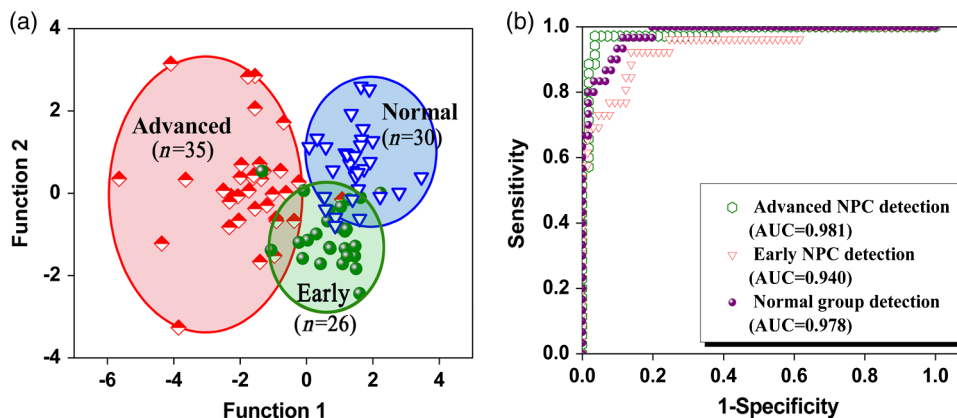 (a)
4
2
0
-2
-4
Function 2
-6
-4
-2
0
2
4
Function 1
Advanced
(n=35)
Normal
(n=30)
Early
(n=26)
(b)
1.0
0.8
0.6
0.4
0.2
0.0
Sensitivity
0.0
0.2
0.4
0.6
0.8
1.0
1-Specificity
Advanced NPC detection
(AUC=0.981)
Early NPC detection
(AUC=0.940)
Normal group detection
(AUC=0.978)